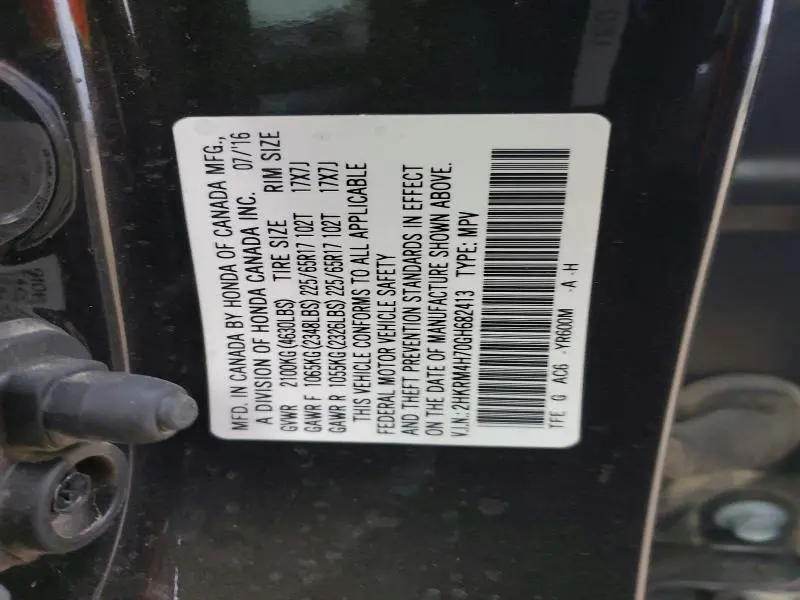 MFD. IN CANADA BY HONDA OF CANADA MFG.,
A DIVISION OF HONDA CANADA INC. 07/'16
GVWR 2100KG(4630LBS) TIRE SIZE RIM SIZE
GAWR F 1065KG(2348LBS)225/65R17 102T 17X7J
GAWR R 1055KG(2326LBS)225/65R17 102T 17X7J
THIS VEHICLE CONFORMS TO ALL APPLICABLE
FEDERAL MOTOR VEHICLE SAFETY
AND THEFT PREVENTION STANDARDS IN EFFECT
ON THE DATE OF MANUFACTURE SHOWN ABOVE.
V.I.N.:2HKRM4H70GH682413 TYPE: MPV
TFE G AC6 -YR600M -A -H